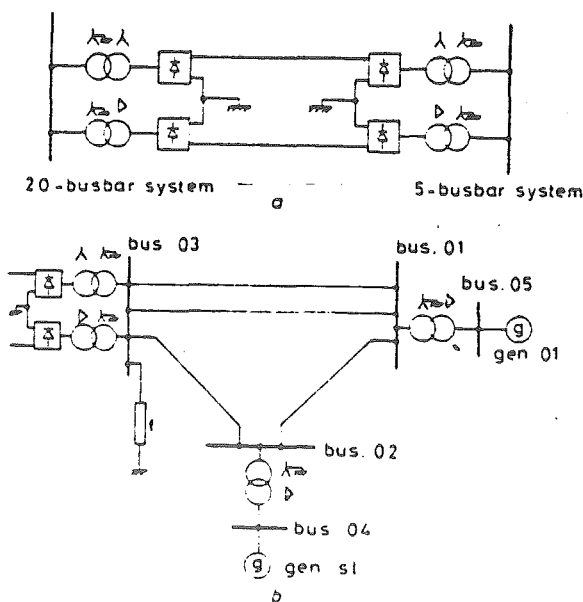 20-busbar system
5-busbar system
a
bus 03
bus. 01
bus. 05
g
gen 01
bus. 02
bus 04
g
gen sl
b